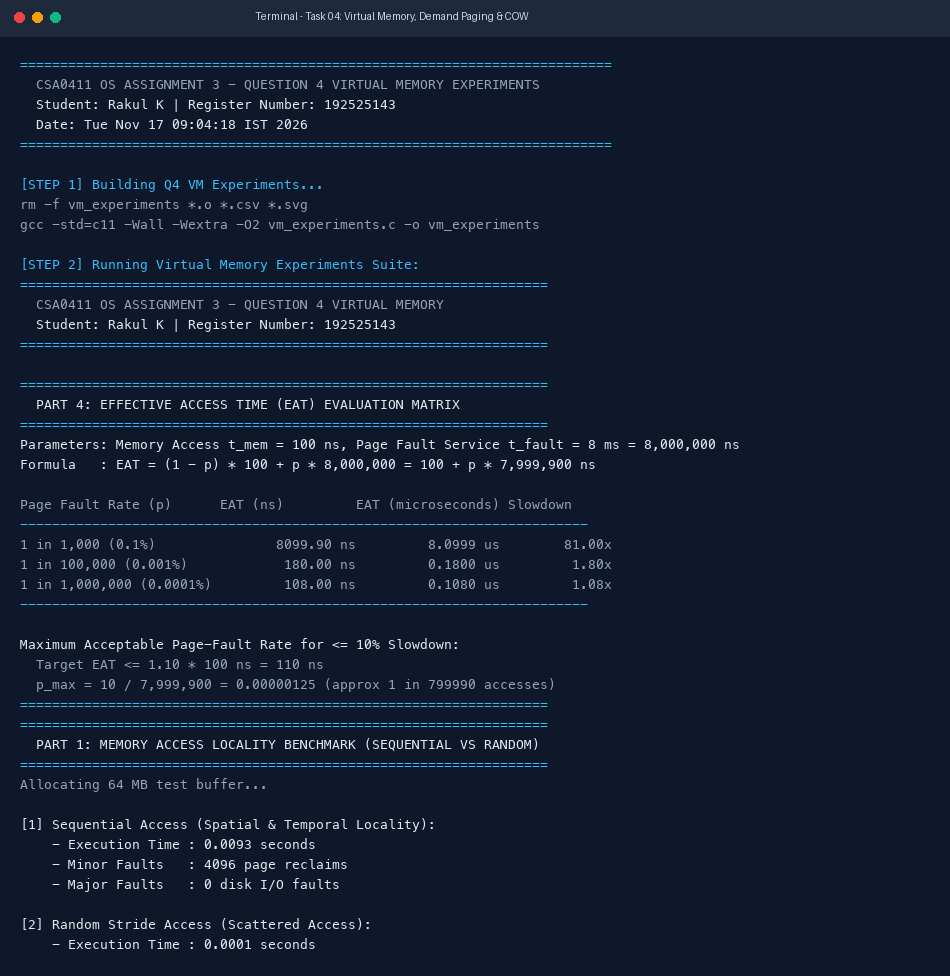 Terminal - Task 04: Virtual Memory, Demand Paging & COW
==========================================================================
CSA0411 OS ASSIGNMENT 3 - QUESTION 4 VIRTUAL MEMORY EXPERIMENTS
Student: Rakul K | Register Number: 192525143
Date: Tue Nov 17 09:04:18 IST 2026
==========================================================================
[STEP 1] Building Q4 VM Experiments...
rm -f vm_experiments *.o *.csv *.svg
gcc -std=c11 -Wall -Wextra -O2 vm_experiments.c -o vm_experiments
[STEP 2] Running Virtual Memory Experiments Suite:
==================================================================
CSA0411 OS ASSIGNMENT 3 - QUESTION 4 VIRTUAL MEMORY
Student: Rakul K | Register Number: 192525143
==================================================================
==================================================================
PART 4: EFFECTIVE ACCESS TIME (EAT) EVALUATION MATRIX
==================================================================
Parameters: Memory Access t_mem = 100 ns, Page Fault Service t_fault = 8 ms = 8,000,000 ns
Formula   : EAT = (1 - p) * 100 + p * 8,000,000 = 100 + p * 7,999,900 ns
Page Fault Rate (p)      EAT (ns)         EAT (microseconds) Slowdown
-----------------------------------------------------------------------
1 in 1,000 (0.1%)               8099.90 ns         8.0999 us        81.00x
1 in 100,000 (0.001%)            180.00 ns         0.1800 us         1.80x
1 in 1,000,000 (0.0001%)         108.00 ns         0.1080 us         1.08x
-----------------------------------------------------------------------
Maximum Acceptable Page-Fault Rate for <= 10% Slowdown:
Target EAT <= 1.10 * 100 ns = 110 ns
p_max = 10 / 7,999,900 = 0.00000125 (approx 1 in 799990 accesses)
==================================================================
==================================================================
PART 1: MEMORY ACCESS LOCALITY BENCHMARK (SEQUENTIAL VS RANDOM)
==================================================================
Allocating 64 MB test buffer...
[1] Sequential Access (Spatial & Temporal Locality):
- Execution Time : 0.0093 seconds
- Minor Faults   : 4096 page reclaims
- Major Faults   : 0 disk I/O faults
[2] Random Stride Access (Scattered Access):
- Execution Time : 0.0001 seconds